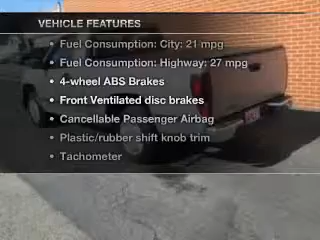 VEHICLE FEATURES
• Fuel Consumption: City: 21 mpg
• Fuel Consumption: Highway: 27 mpg
• 4-wheel ABS Brakes
• Front Ventilated disc brakes
• Cancellable Passenger Airbag
• Plastic/rubber shift knob trim
• Tachometer